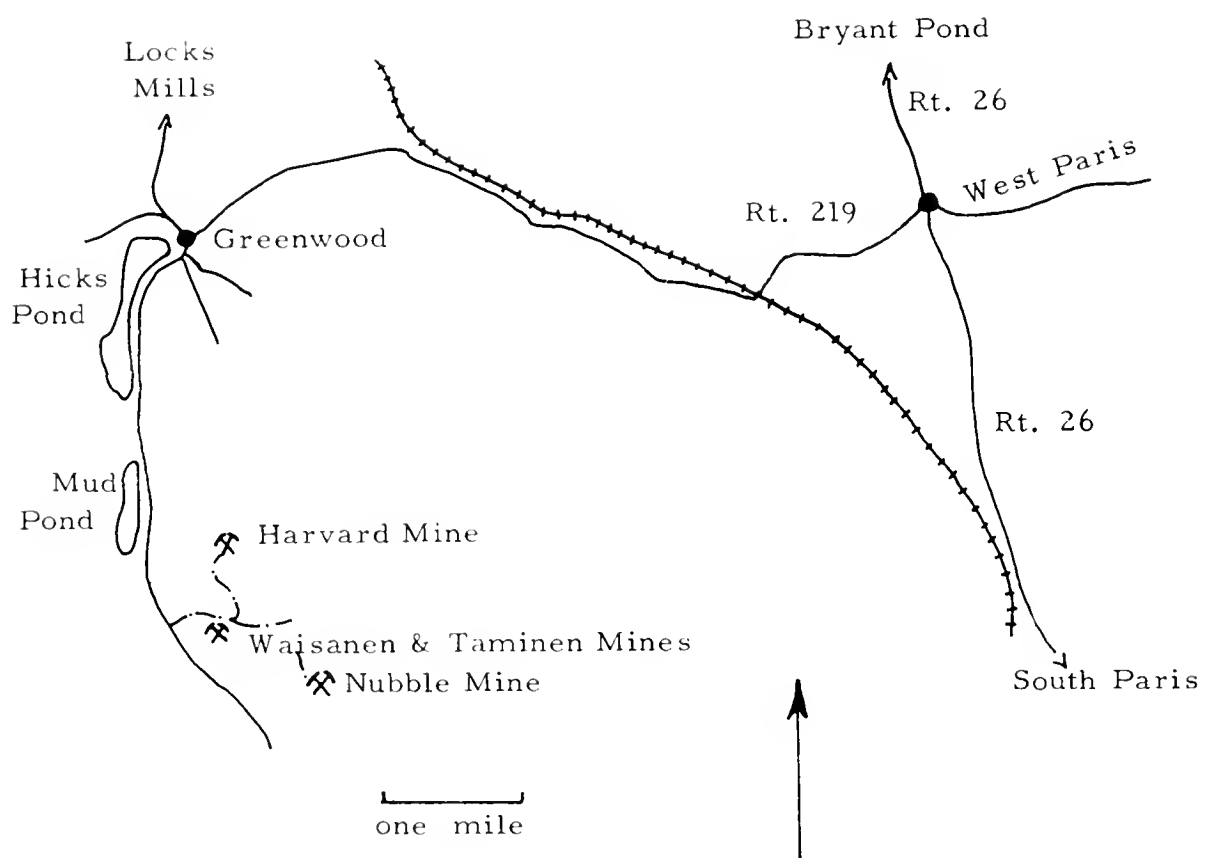 Bryant Pond
Locks
Mills
Rt. 26
West Paris
Rt. 219
Greenwood
Hicks
Pond
Rt. 26
Mud
Pond
Harvard Mine
Waisanen & Taminen Mines
Nubble Mine
South Paris
one mile